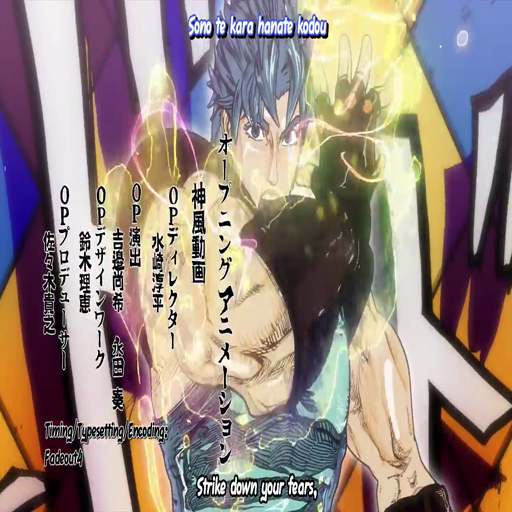 Sono te kara hanate kodou
オープニングアニメーション
神風動画
OPディレクター
水崎淳平
OP演出
吉邉尚希 永田奏
OPデザインワーク
鈴木理恵
OPプロデューサー
佐々木貴之
Timing/Typesetting/Encoding:
Fadeout4
Strike down your fears,